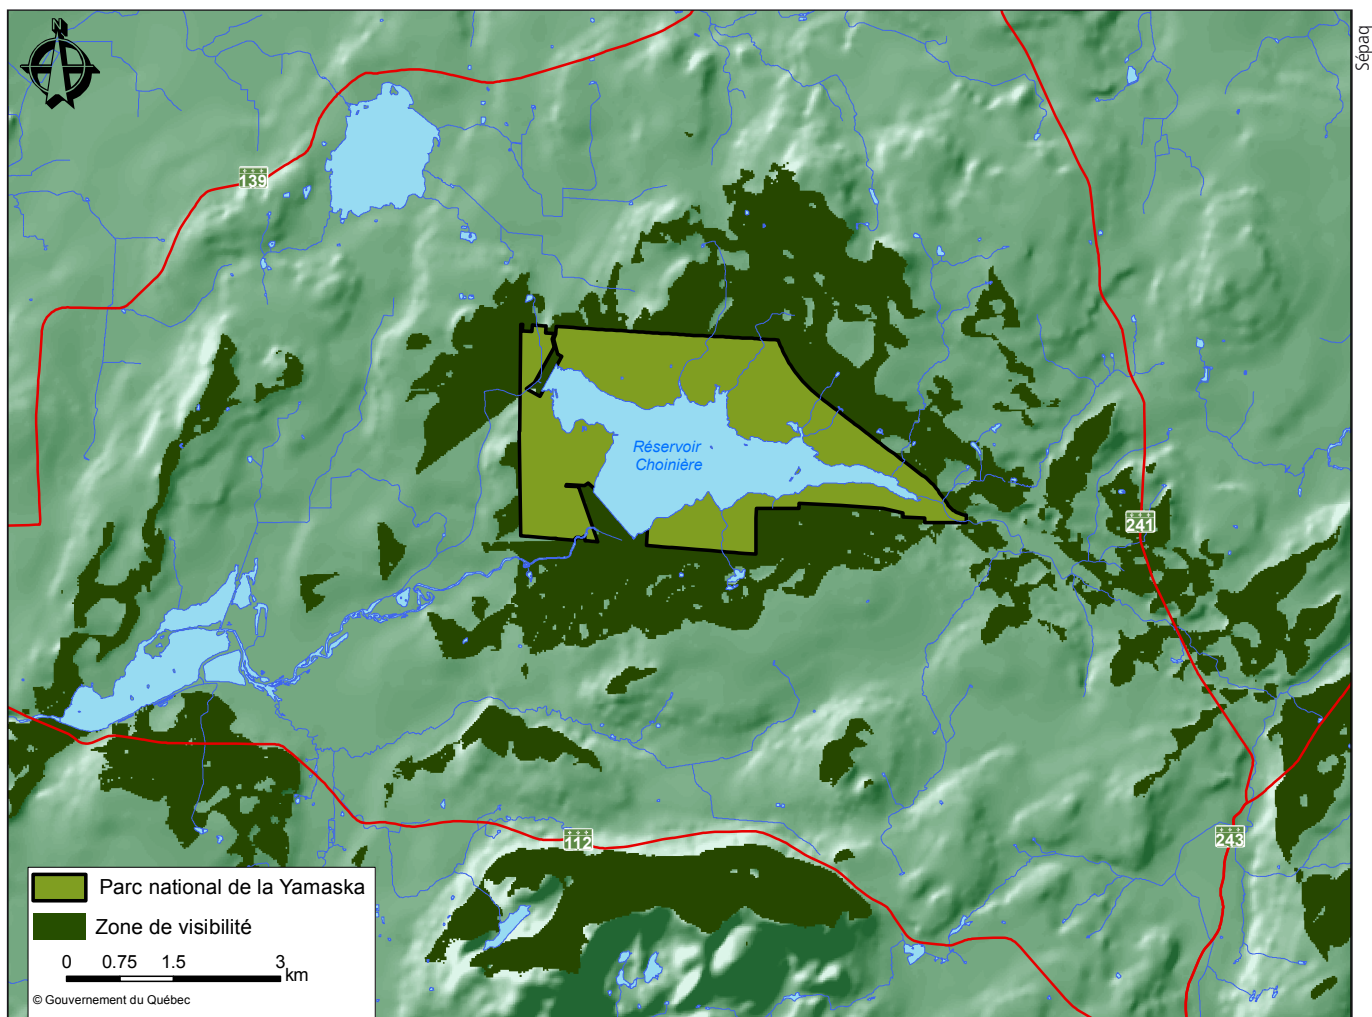 N
Sépaq
139
Réservoir
Choinière
241
112
243
Parc national de la Yamaska
Zone de visibilité
0 0.75 1.5 3
km
© Gouvernement du Québec